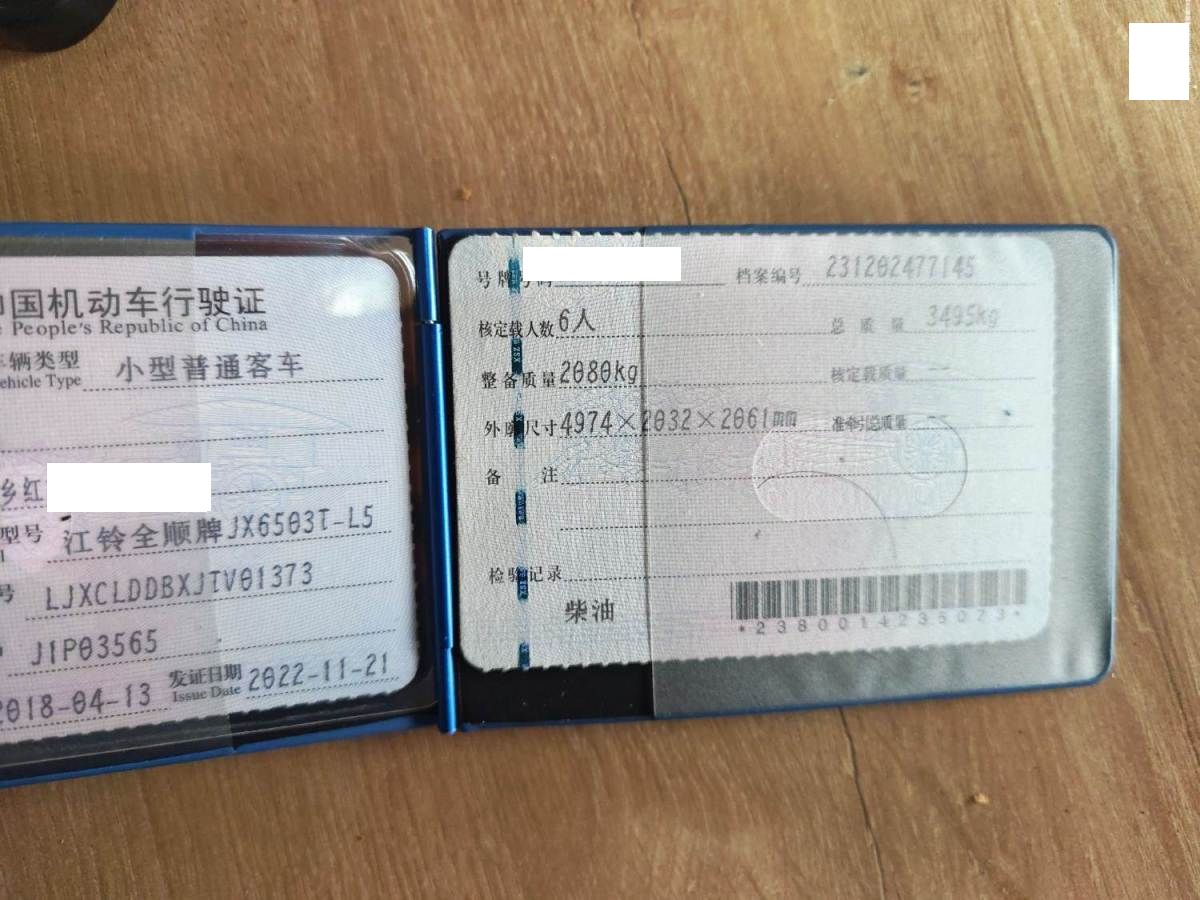 中国机动车行驶证
People's Republic of China
车辆类型 小型普通客车
Vehicle Type
乡红
型号 江铃全顺牌JX6503T-L5
号 LJXCLDDBXJTV01373
J1P03565
2018-04-13 发证日期 2022-11-21
Issue Date
号牌号码 档案编号 231202477145
核定载人数 6人 总质量 3495kg
整备质量 2080kg 核定载质量 --
外廓尺寸 4974×2032×2061mm 准牵引总质量 --
备注
检验记录
柴油
*2380014235073*